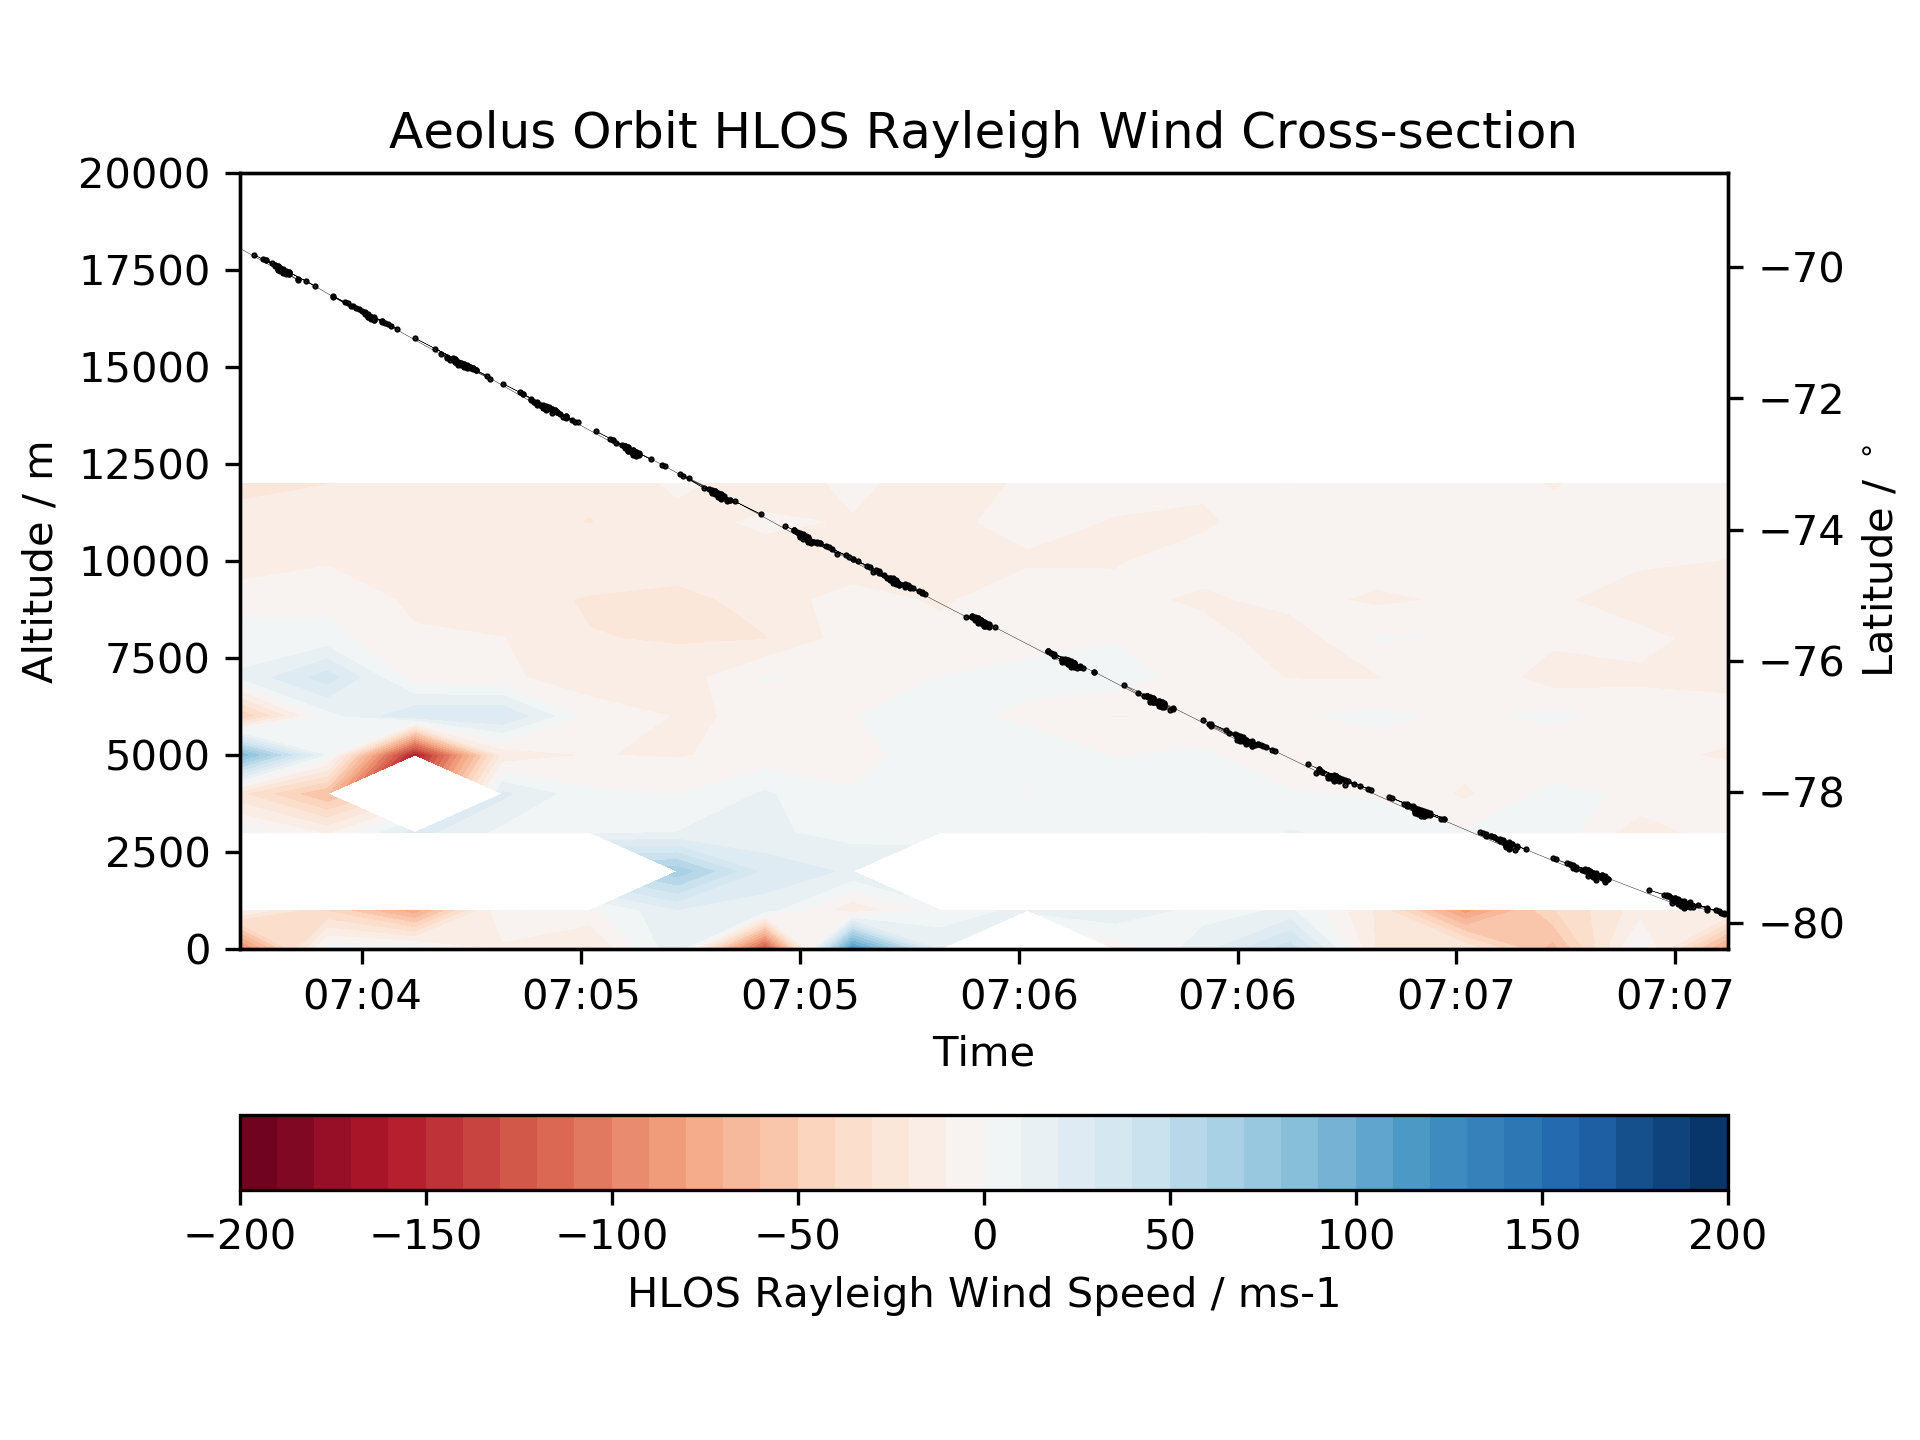 Aeolus Orbit HLOS Rayleigh Wind Cross-section
20000
17500
15000
12500
10000
7500
5000
2500
0
Altitude / m
−70
−72
−74
−76
−78
−80
Latitude / °
07:04 07:05 07:05 07:06 07:06 07:07 07:07
Time
−200 −150 −100 −50 0 50 100 150 200
HLOS Rayleigh Wind Speed / ms-1